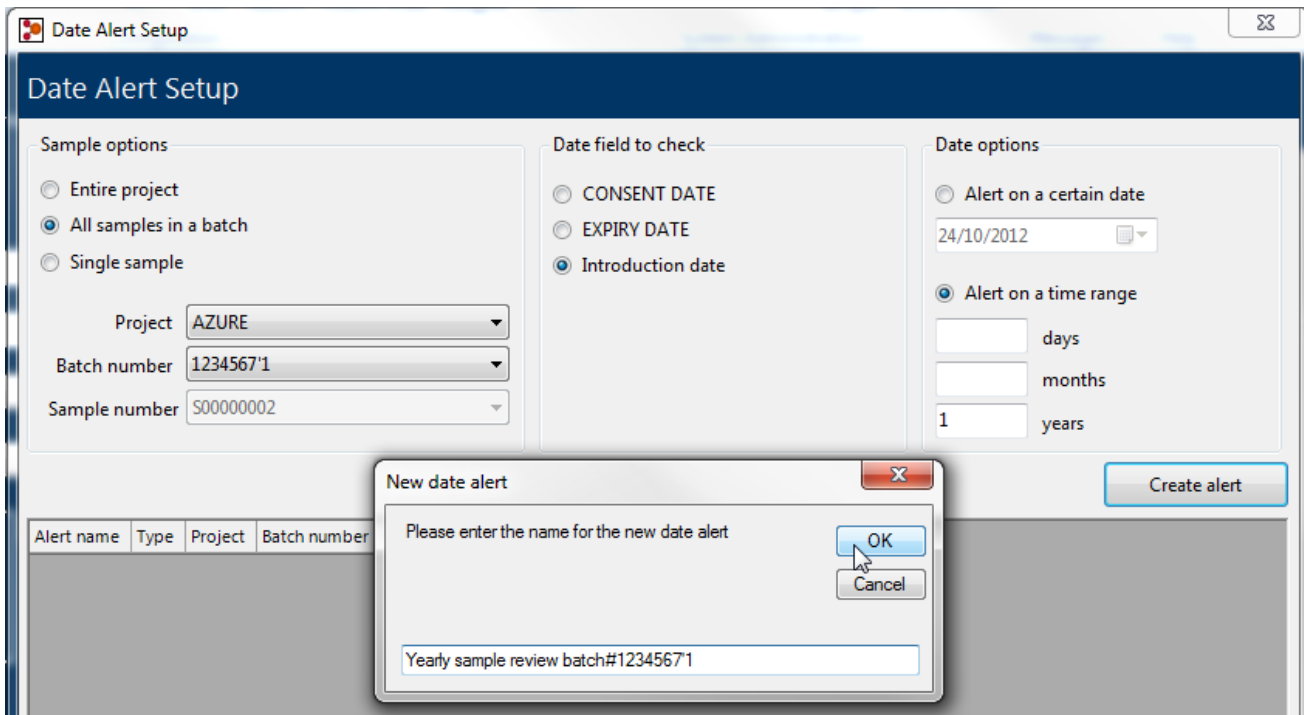 Date Alert Setup
Date Alert Setup
Sample options
Entire project
All samples in a batch
Single sample
Project AZURE
Batch number 1234567'1
Sample number S00000002
Date field to check
CONSENT DATE
EXPIRY DATE
Introduction date
Date options
Alert on a certain date
24/10/2012
Alert on a time range
days
months
1 years
Create alert
Alert name Type Project Batch number
New date alert
Please enter the name for the new date alert
OK
Cancel
Yearly sample review batch#1234567'1